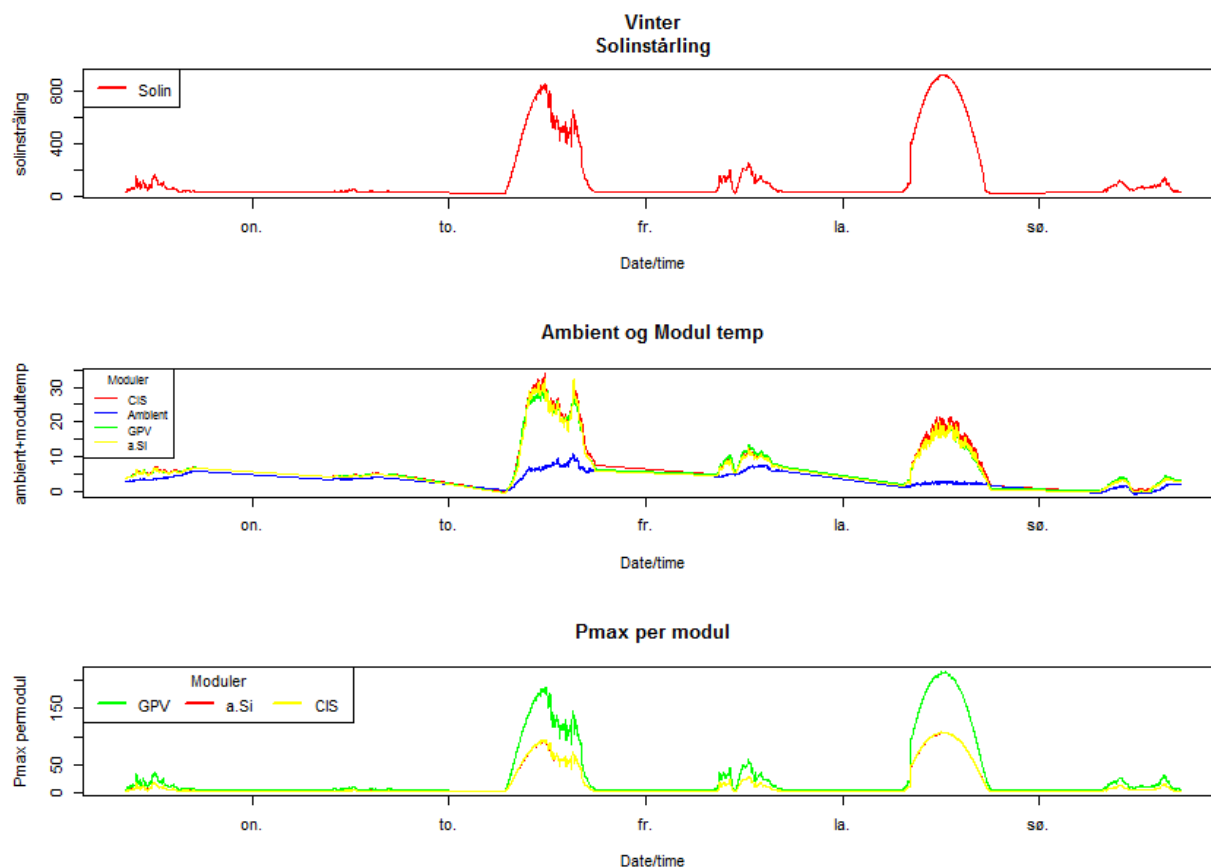 Vinter
Solinstårling
solinstråling
800
400
0
Solin
on.
to.
fr.
la.
sø.
Date/time
Ambient og Modul temp
ambient+modultemp
30
20
10
0
Moduler
CIS
Ambient
GPV
a.Si
on.
to.
fr.
la.
sø.
Date/time
Pmax per modul
Pmax permodul
150
50
0
Moduler
GPV a.Si CIS
on.
to.
fr.
la.
sø.
Date/time